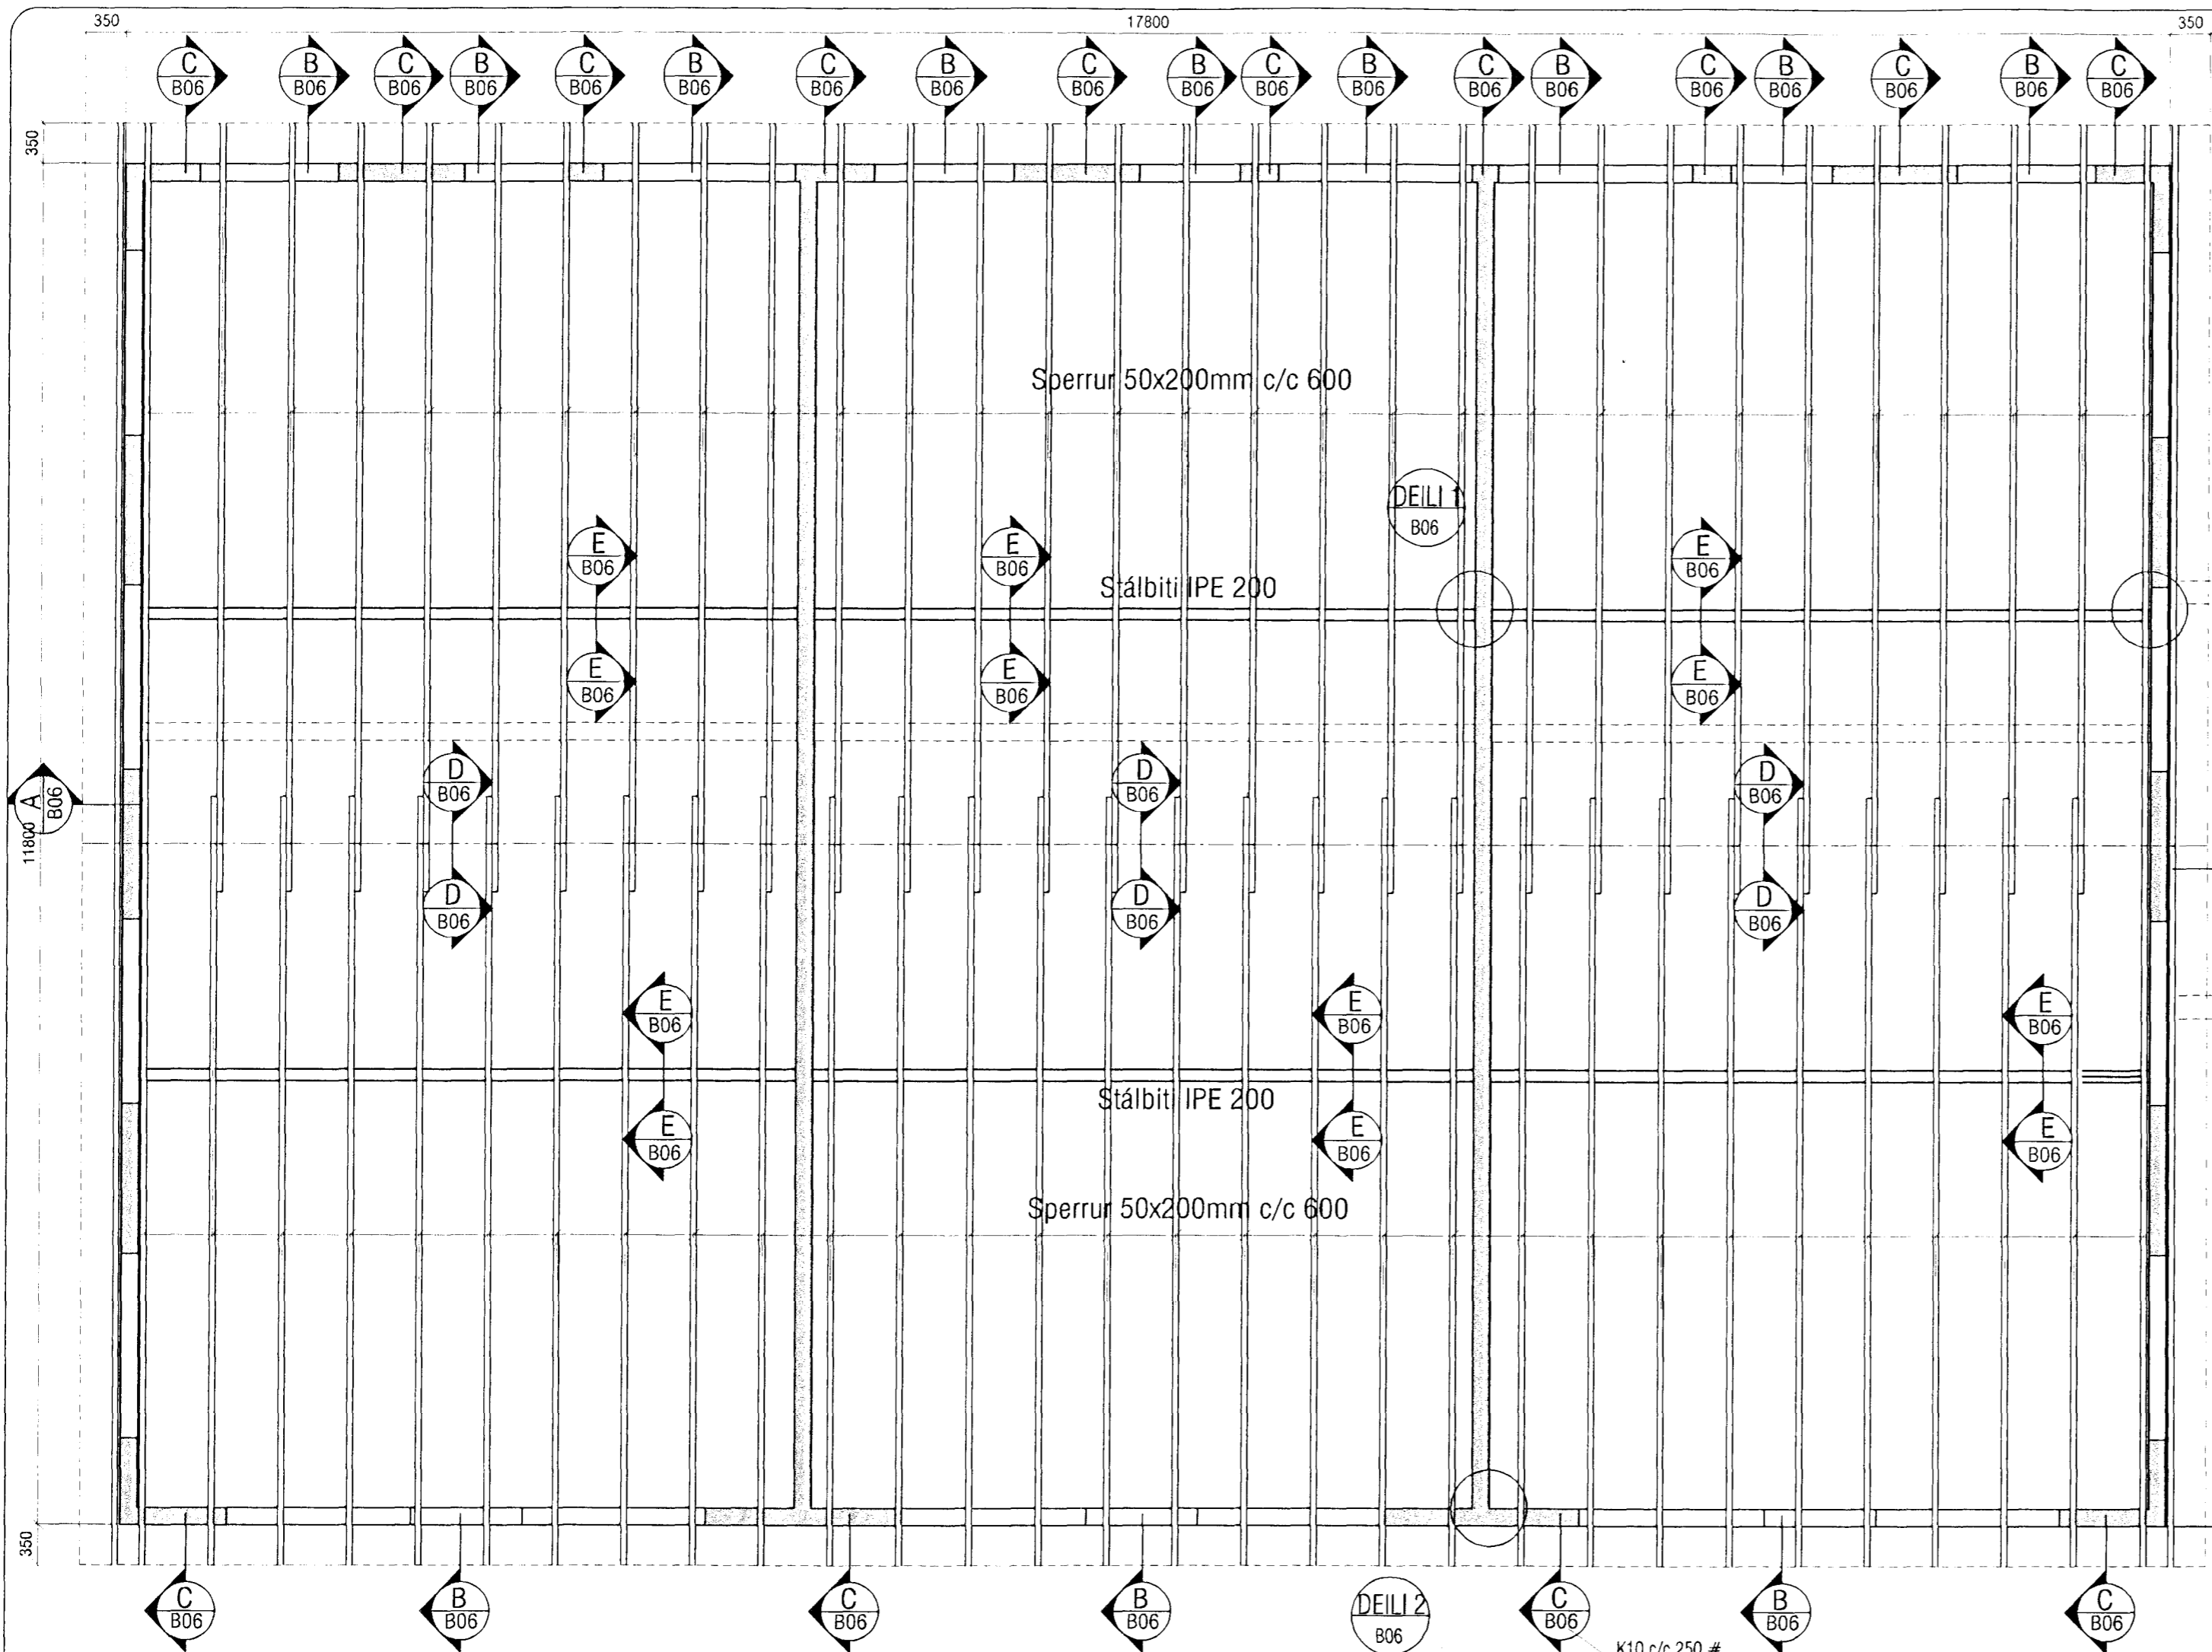 350 17800 350
C B C B C B C B C B C B C B C B C B C
B06 B06 B06 B06 B06 B06 B06 B06 B06 B06 B06 B06 B06 B06 B06 B06 B06 B06 B06
350
Sperrur 50x200mm c/c 600
DEILI 1
B06
E E E
B06 B06 B06
Stálbiti IPE 200
E E E
B06 B06 B06
D D D
B06 B06 B06
A
B06
11800
D D D
B06 B06 B06
E E E
B06 B06 B06
Stálbiti IPE 200
E E E
B06 B06 B06
Sperrur 50x200mm c/c 600
350
C B C B DEILI 2 C B C
B06 B06 B06 B06 B06 B06 B06 B06
K10 c/c 250 #